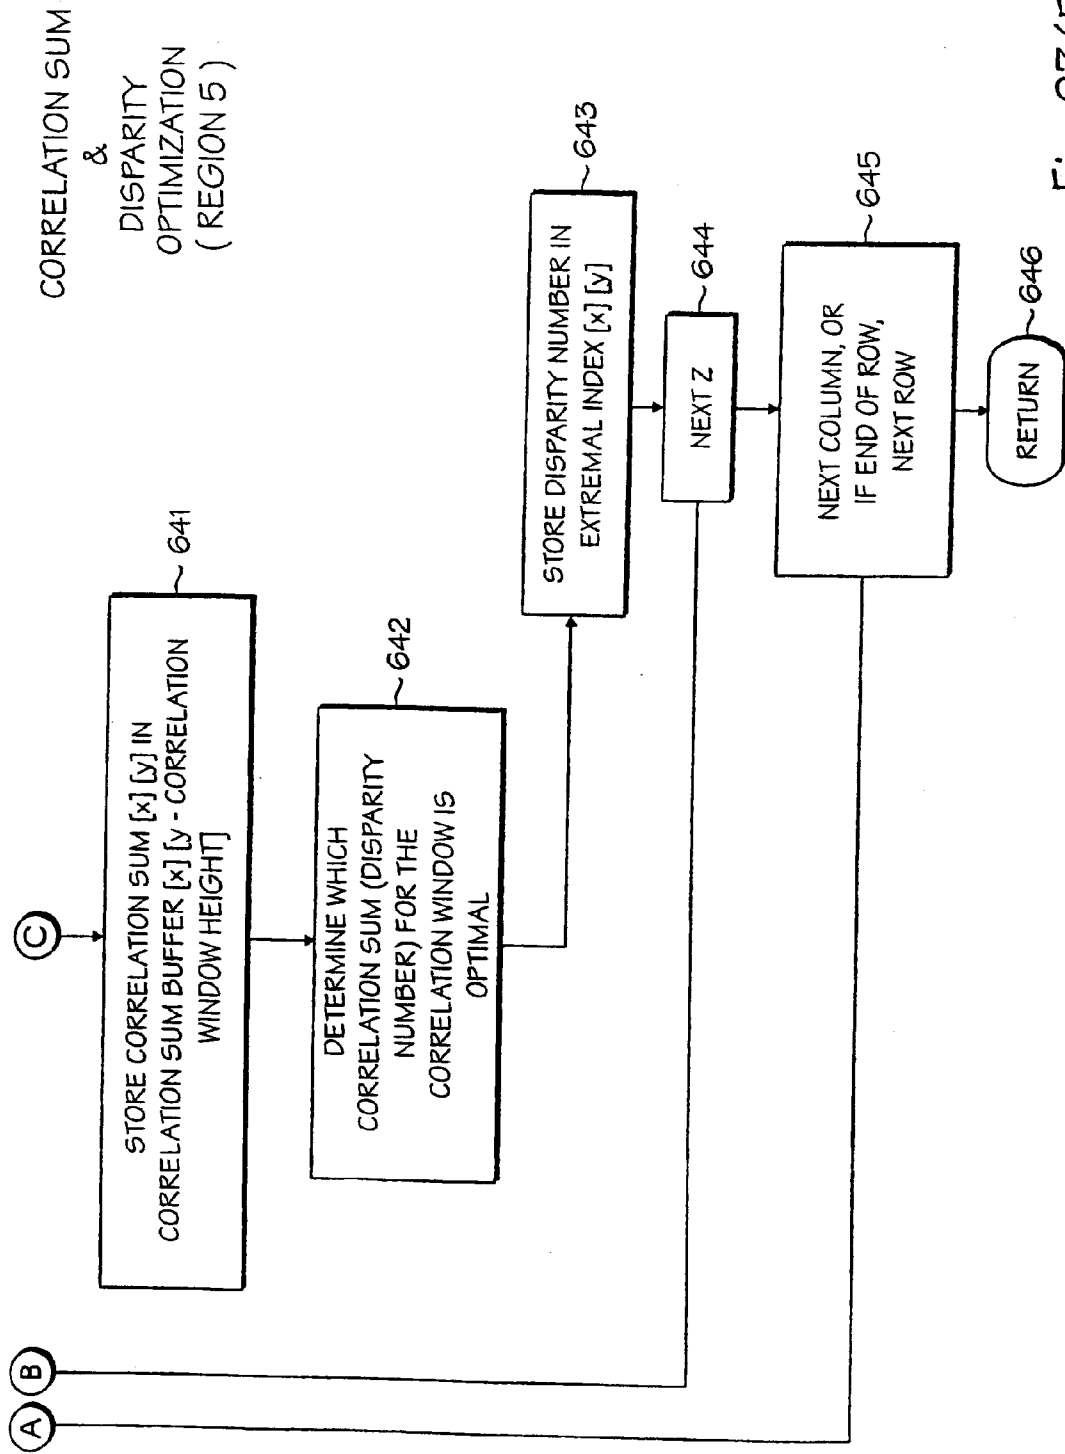 CORRELATION SUM
&
DISPARITY
OPTIMIZATION
( REGION 5 )
A
B
C
STORE CORRELATION SUM [x] [y] IN
CORRELATION SUM BUFFER [x] [y - CORRELATION
WINDOW HEIGHT]
641
DETERMINE WHICH
CORRELATION SUM (DISPARITY
NUMBER) FOR THE
CORRELATION WINDOW IS
OPTIMAL
642
STORE DISPARITY NUMBER IN
EXTREMAL INDEX [x] [y]
643
NEXT Z
644
NEXT COLUMN, OR
IF END OF ROW,
NEXT ROW
645
RETURN
646